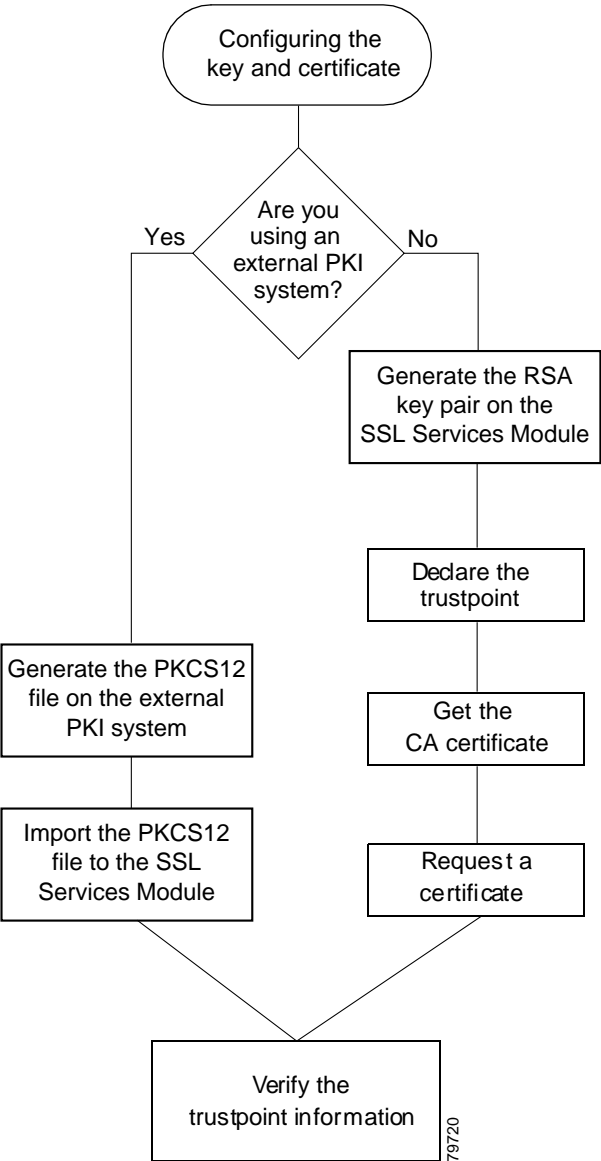 Configuring the
key and certificate
Are you
using an
external PKI
system?
Yes
No
Generate the RSA
key pair on the
SSL Services Module
Declare the
trustpoint
Generate the PKCS12
file on the external
PKI system
Get the
CA certificate
Import the PKCS12
file to the SSL
Services Module
Request a
certificate
Verify the
trustpoint information
79720